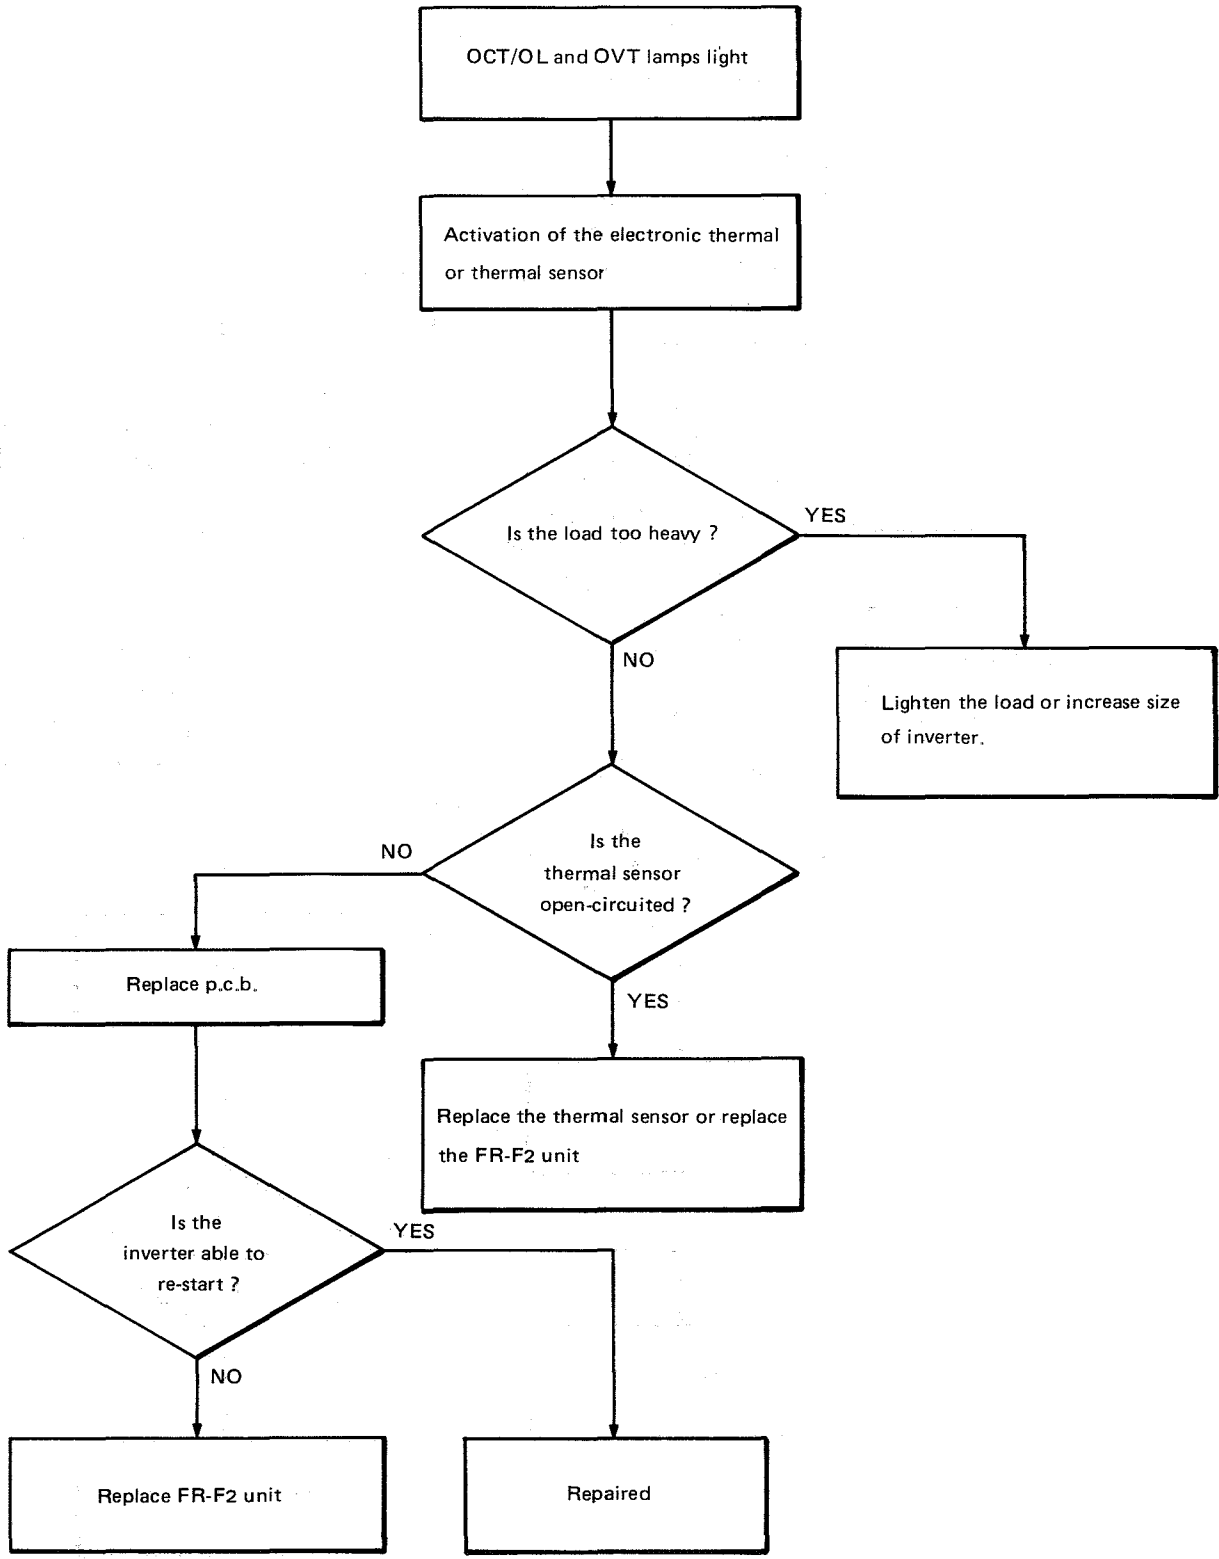 OCT/OL and OVT lamps light
Activation of the electronic thermal
or thermal sensor
Is the load too heavy ?
YES
NO
Lighten the load or increase size
of inverter.
Is the
thermal sensor
open-circuited ?
NO
YES
Replace p.c.b.
Replace the thermal sensor or replace
the FR-F2 unit
Is the
inverter able to
re-start ?
YES
NO
Replace FR-F2 unit
Repaired